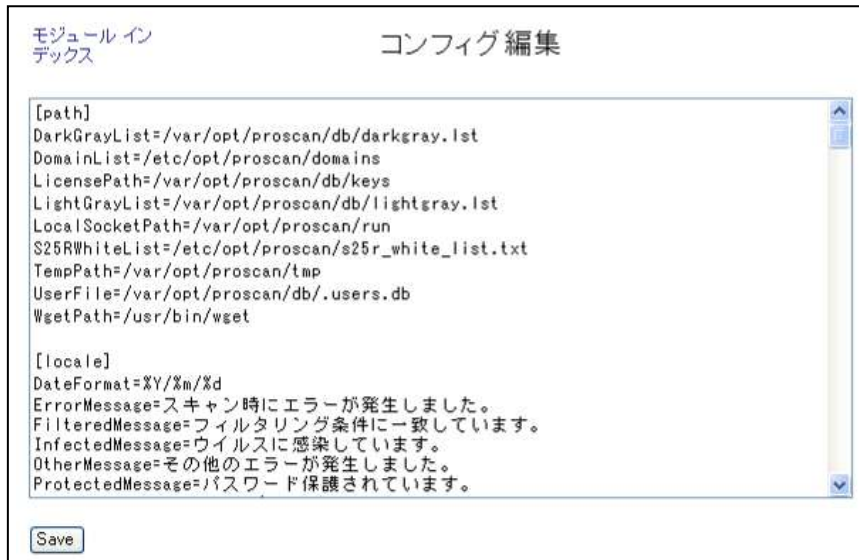 モジュール イン
デックス
コンフィグ編集
[path]
DarkGrayList=/var/opt/proscan/db/darkgray.lst
DomainList=/etc/opt/proscan/domains
LicensePath=/var/opt/proscan/db/keys
LightGrayList=/var/opt/proscan/db/lightgray.lst
LocalSocketPath=/var/opt/proscan/run
S25RWhiteList=/etc/opt/proscan/s25r_white_list.txt
TempPath=/var/opt/proscan/tmp
UserFile=/var/opt/proscan/db/.users.db
WgetPath=/usr/bin/wget
[locale]
DateFormat=%Y/%m/%d
ErrorMessage=スキャン時にエラーが発生しました。
FilteredMessage=フィルタリング条件に一致しています。
InfectedMessage=ウイルスに感染しています。
OtherMessage=その他のエラーが発生しました。
ProtectedMessage=パスワード保護されています。
Save